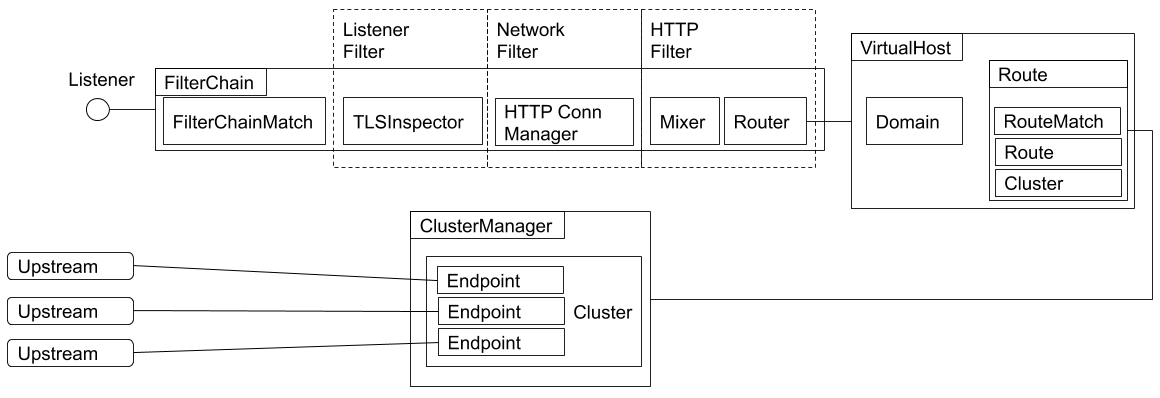 Listener
Filter
Network
Filter
HTTP
Filter
Listener
FilterChain
FilterChainMatch
TLSInspector
HTTP Conn
Manager
Mixer
Router
VirtualHost
Domain
Route
RouteMatch
Route
Cluster
ClusterManager
Endpoint
Endpoint
Endpoint
Cluster
Upstream
Upstream
Upstream